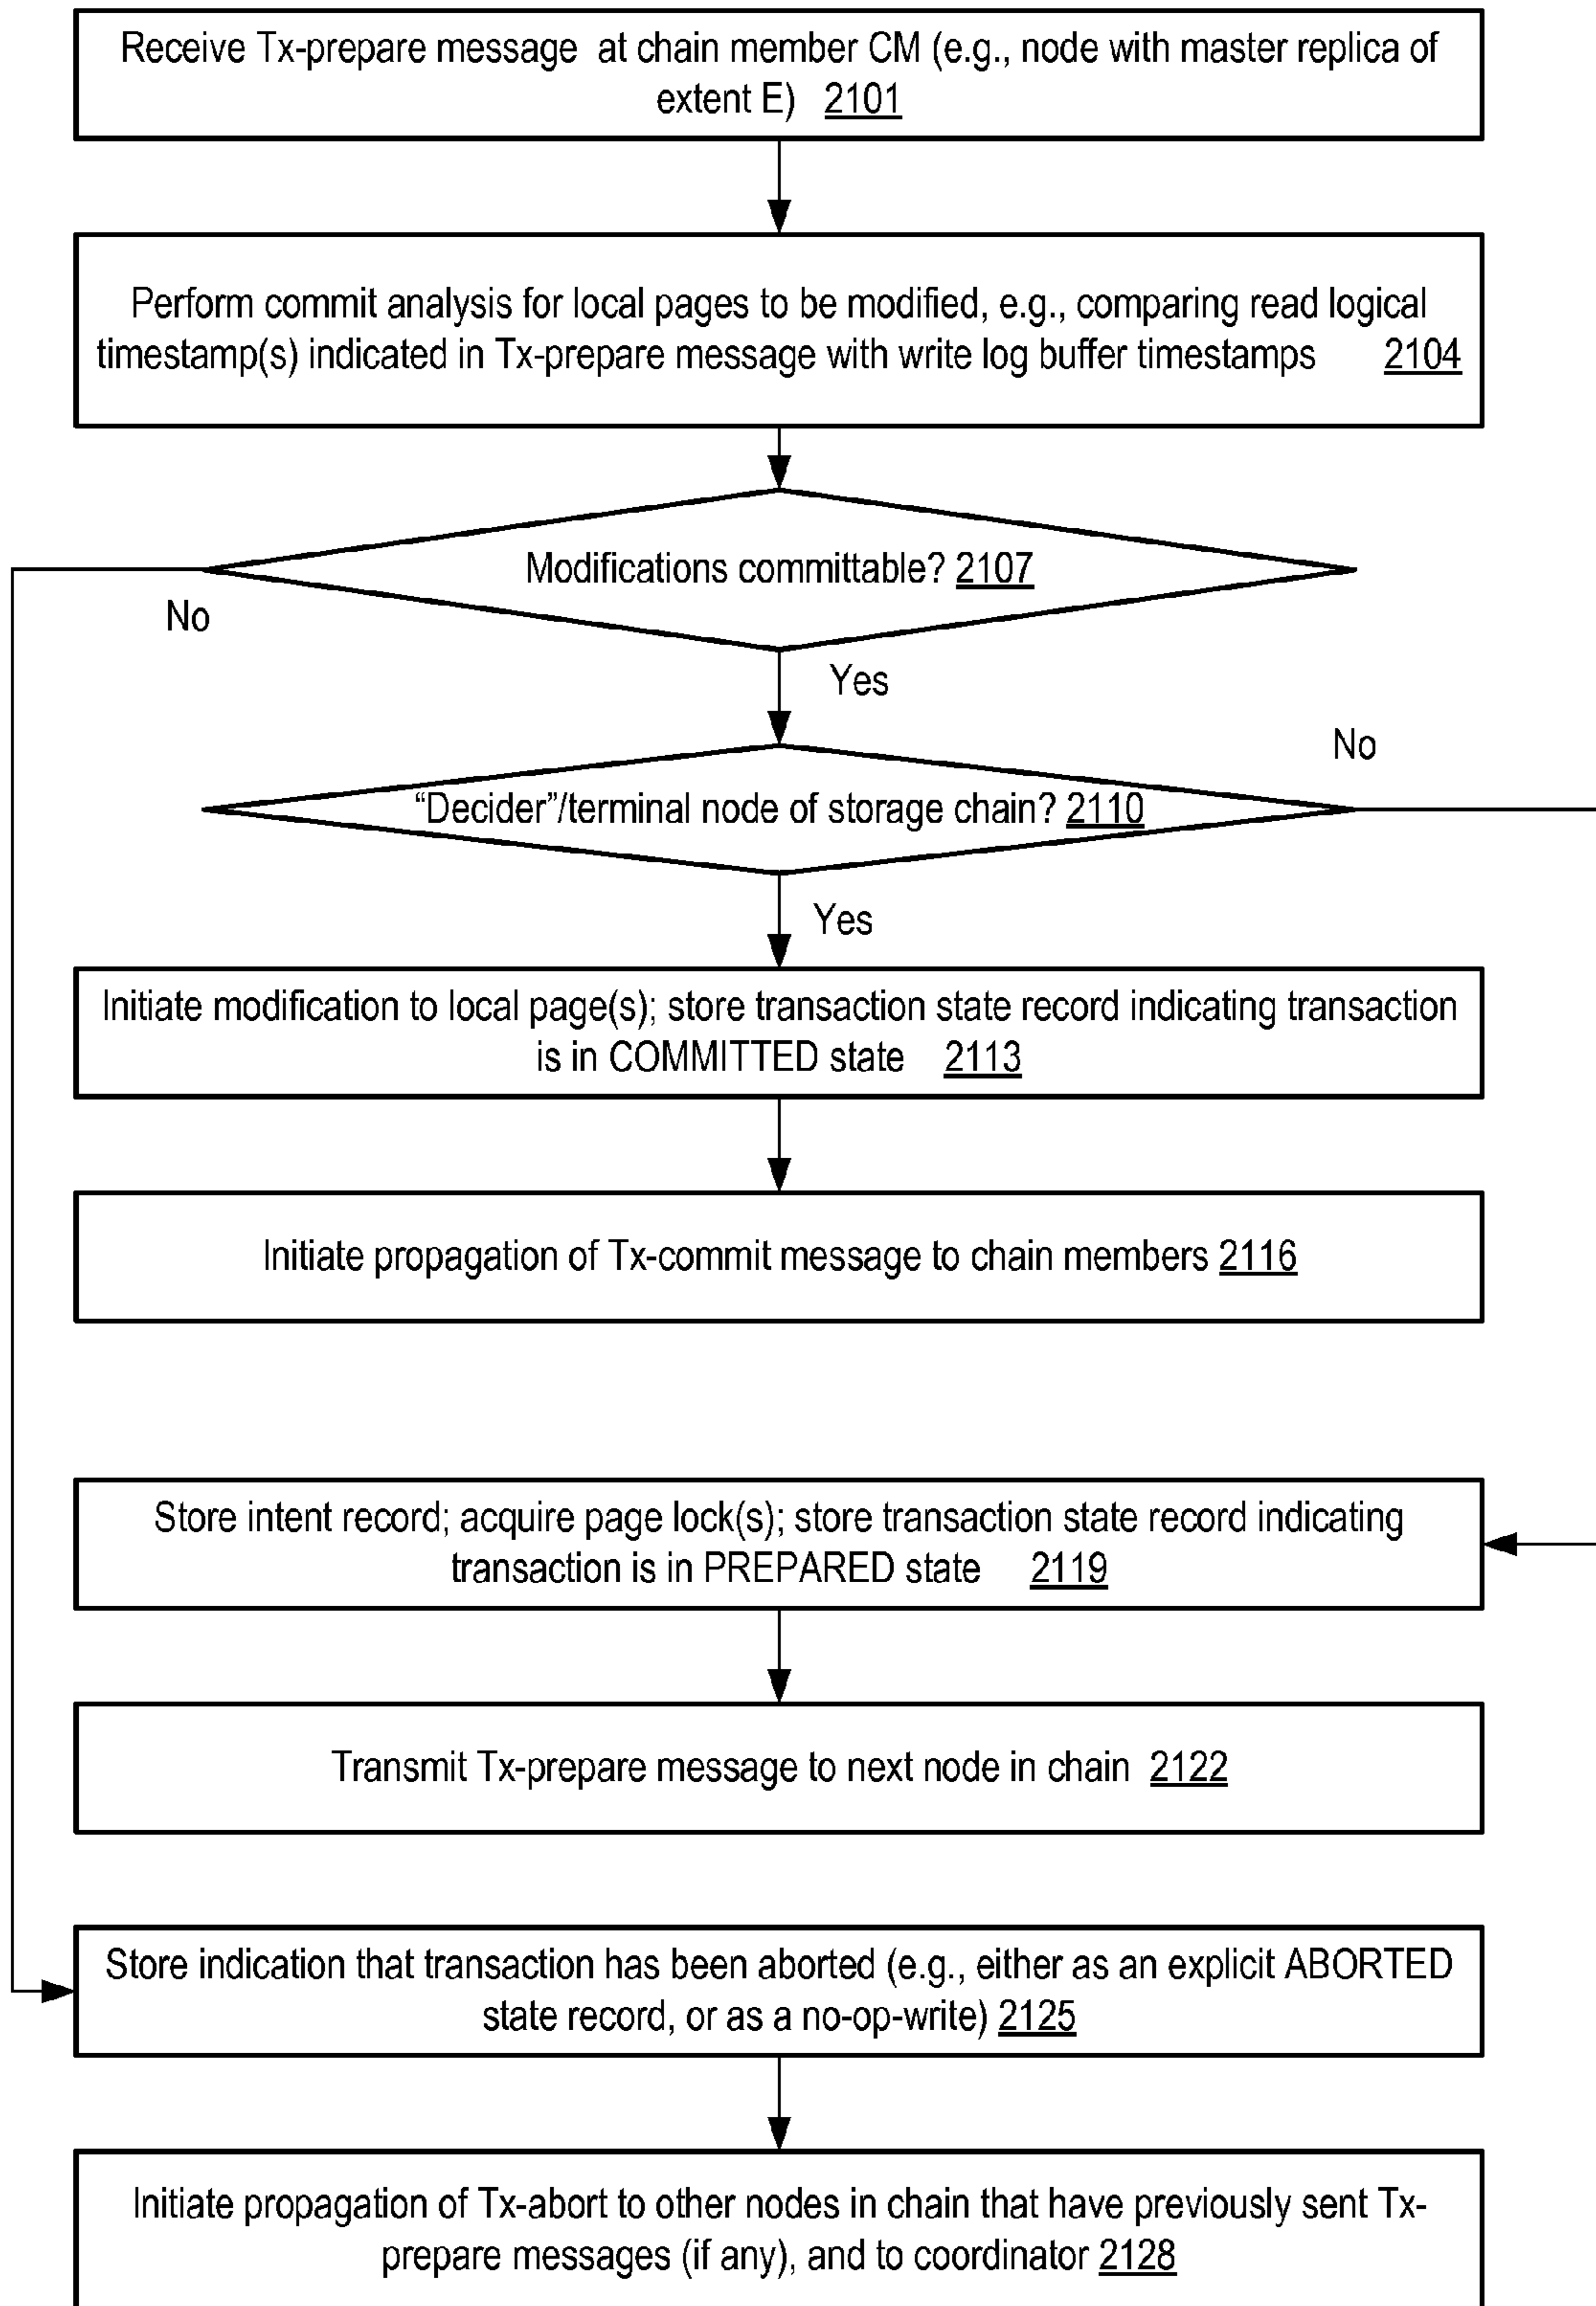 Receive Tx-prepare message at chain member CM (e.g., node with master replica of
extent E) 2101
Perform commit analysis for local pages to be modified, e.g., comparing read logical
timestamp(s) indicated in Tx-prepare message with write log buffer timestamps 2104
Modifications committable? 2107
No
Yes
No
“Decider”/terminal node of storage chain? 2110
Yes
Initiate modification to local page(s); store transaction state record indicating transaction
is in COMMITTED state 2113
Initiate propagation of Tx-commit message to chain members 2116
Store intent record; acquire page lock(s); store transaction state record indicating
transaction is in PREPARED state 2119
Transmit Tx-prepare message to next node in chain 2122
Store indication that transaction has been aborted (e.g., either as an explicit ABORTED
state record, or as a no-op-write) 2125
Initiate propagation of Tx-abort to other nodes in chain that have previously sent Tx-
prepare messages (if any), and to coordinator 2128